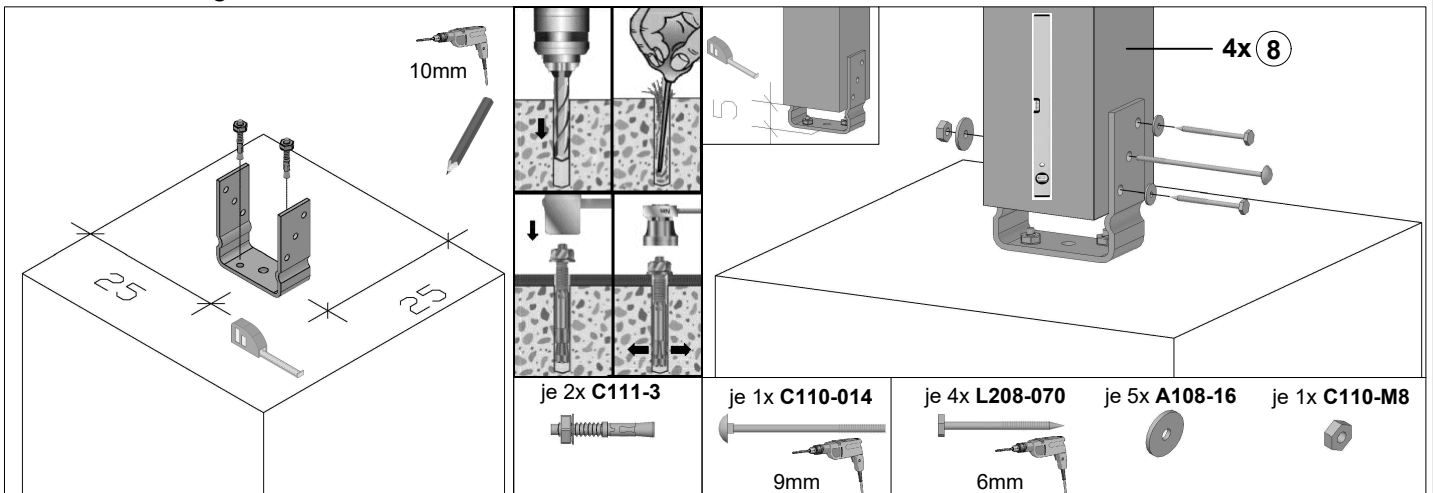 10mm
25
25
5
4x 8
je 2x C111-3
je 1x C110-014
9mm
je 4x L208-070
6mm
je 5x A108-16
je 1x C110-M8